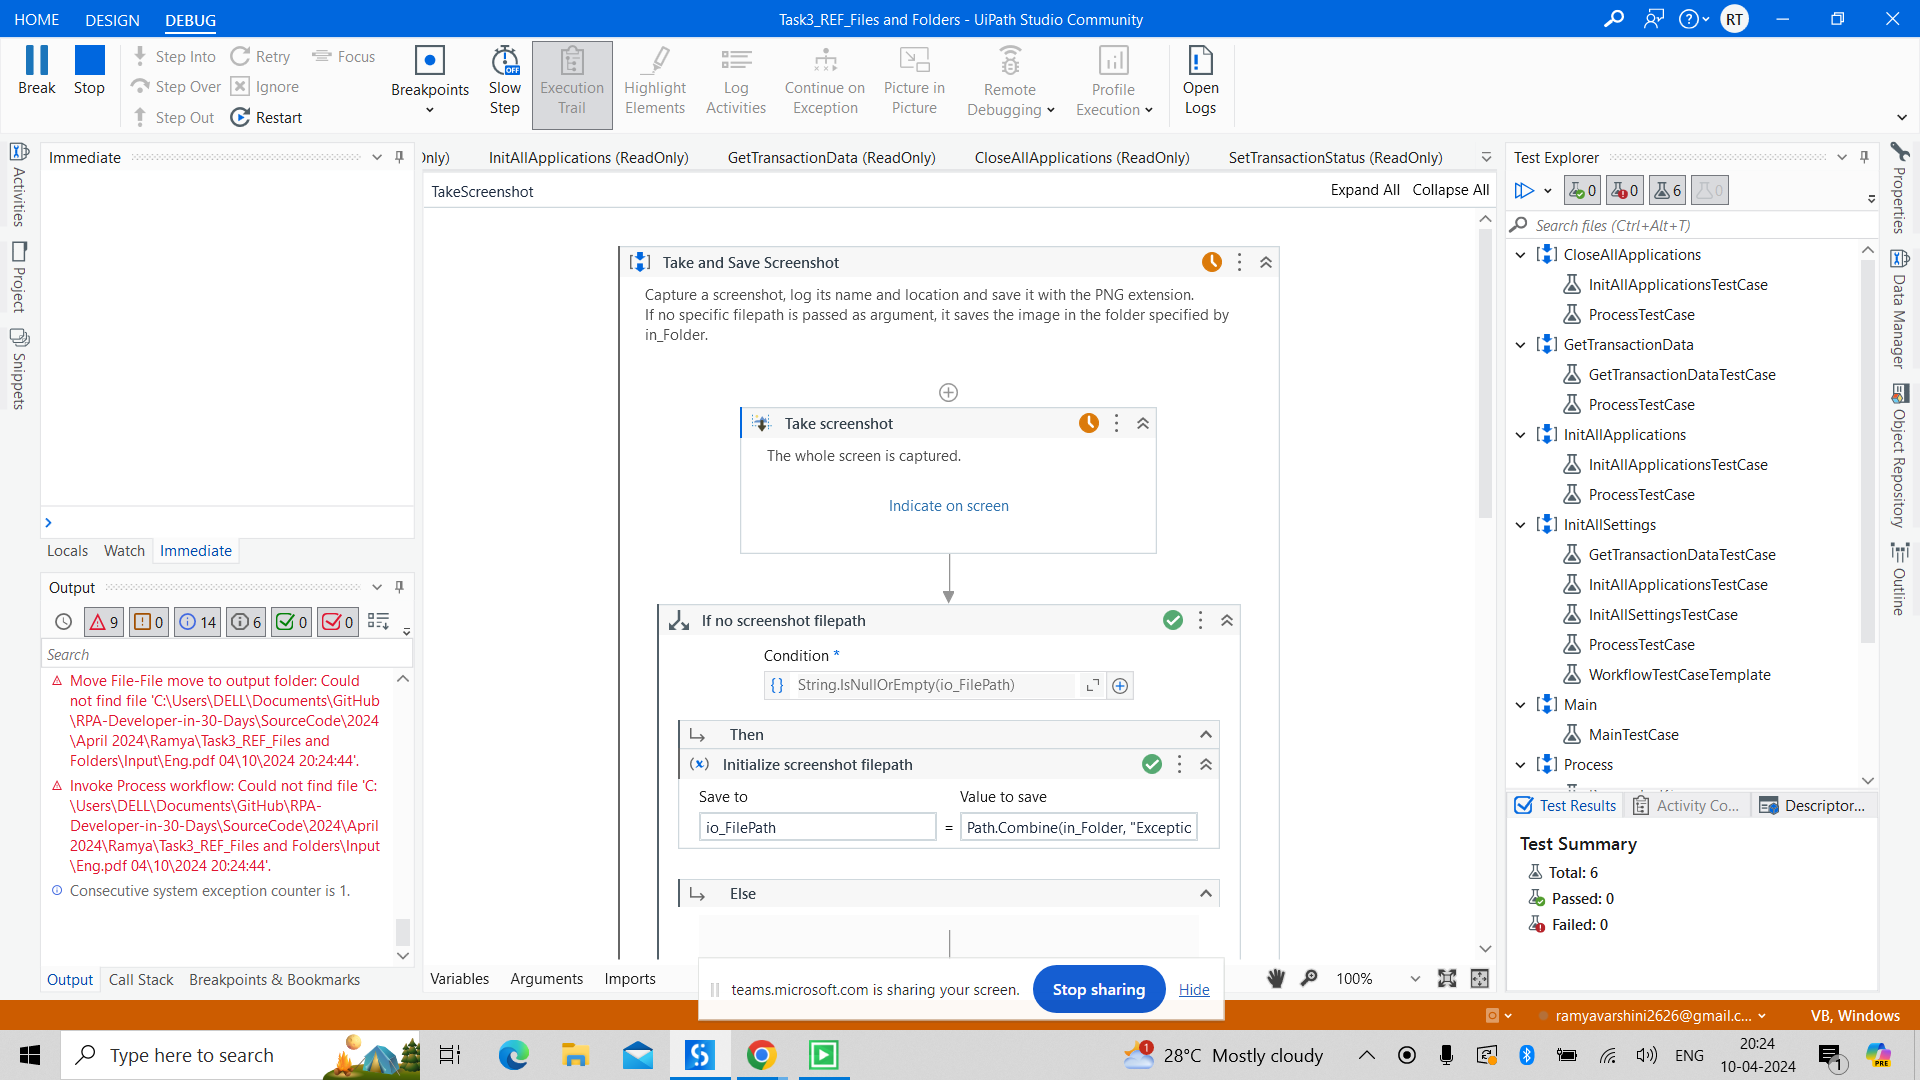 HOME DESIGN DEBUG
Task3_REF_Files and Folders - UiPath Studio Community
RT
Break
Stop
Step Into
Step Over
Step Out
Retry
Ignore
Restart
Focus
Breakpoints
Slow Step
OFF
Execution Trail
Highlight Elements
Log Activities
Continue on Exception
Picture in Picture
Remote Debugging
Profile Execution
Open Logs
Activities
Project
Snippets
Immediate
Locals Watch Immediate
Output
9 0 14 6 0 0
Search
Move File-File move to output folder: Could
not find file 'C:\Users\DELL\Documents\GitHub
\RPA-Developer-in-30-Days\SourceCode\2024
\April 2024\Ramya\Task3_REF_Files and
Folders\Input\Eng.pdf 04\10\2024 20:24:44'.
Invoke Process workflow: Could not find file 'C:
\Users\DELL\Documents\GitHub\RPA-
Developer-in-30-Days\SourceCode\2024\April
2024\Ramya\Task3_REF_Files and Folders\Input
\Eng.pdf 04\10\2024 20:24:44'.
Consecutive system exception counter is 1.
Output Call Stack Breakpoints & Bookmarks
Only) InitAllApplications (ReadOnly) GetTransactionData (ReadOnly) CloseAllApplications (ReadOnly) SetTransactionStatus (ReadOnly)
TakeScreenshot
Expand All Collapse All
Take and Save Screenshot
Capture a screenshot, log its name and location and save it with the PNG extension.
If no specific filepath is passed as argument, it saves the image in the folder specified by
in_Folder.
Take screenshot
The whole screen is captured.
Indicate on screen
If no screenshot filepath
Condition *
{} String.IsNullOrEmpty(io_FilePath)
Then
(x) Initialize screenshot filepath
Save to Value to save
io_FilePath = Path.Combine(in_Folder, "Exceptic
Else
Variables Arguments Imports
100%
teams.microsoft.com is sharing your screen. Stop sharing Hide
Test Explorer
0 0 6 0
Search files (Ctrl+Alt+T)
CloseAllApplications
InitAllApplicationsTestCase
ProcessTestCase
GetTransactionData
GetTransactionDataTestCase
ProcessTestCase
InitAllApplications
InitAllApplicationsTestCase
ProcessTestCase
InitAllSettings
GetTransactionDataTestCase
InitAllApplicationsTestCase
InitAllSettingsTestCase
ProcessTestCase
WorkflowTestCaseTemplate
Main
MainTestCase
Process
Test Results Activity Co... Descriptor...
Test Summary
Total: 6
Passed: 0
Failed: 0
Properties
Data Manager
Object Repository
Outline
ramyavarshini2626@gmail.c... VB, Windows
Type here to search
1
28°C Mostly cloudy
ENG
20:24
10-04-2024
1
PRE